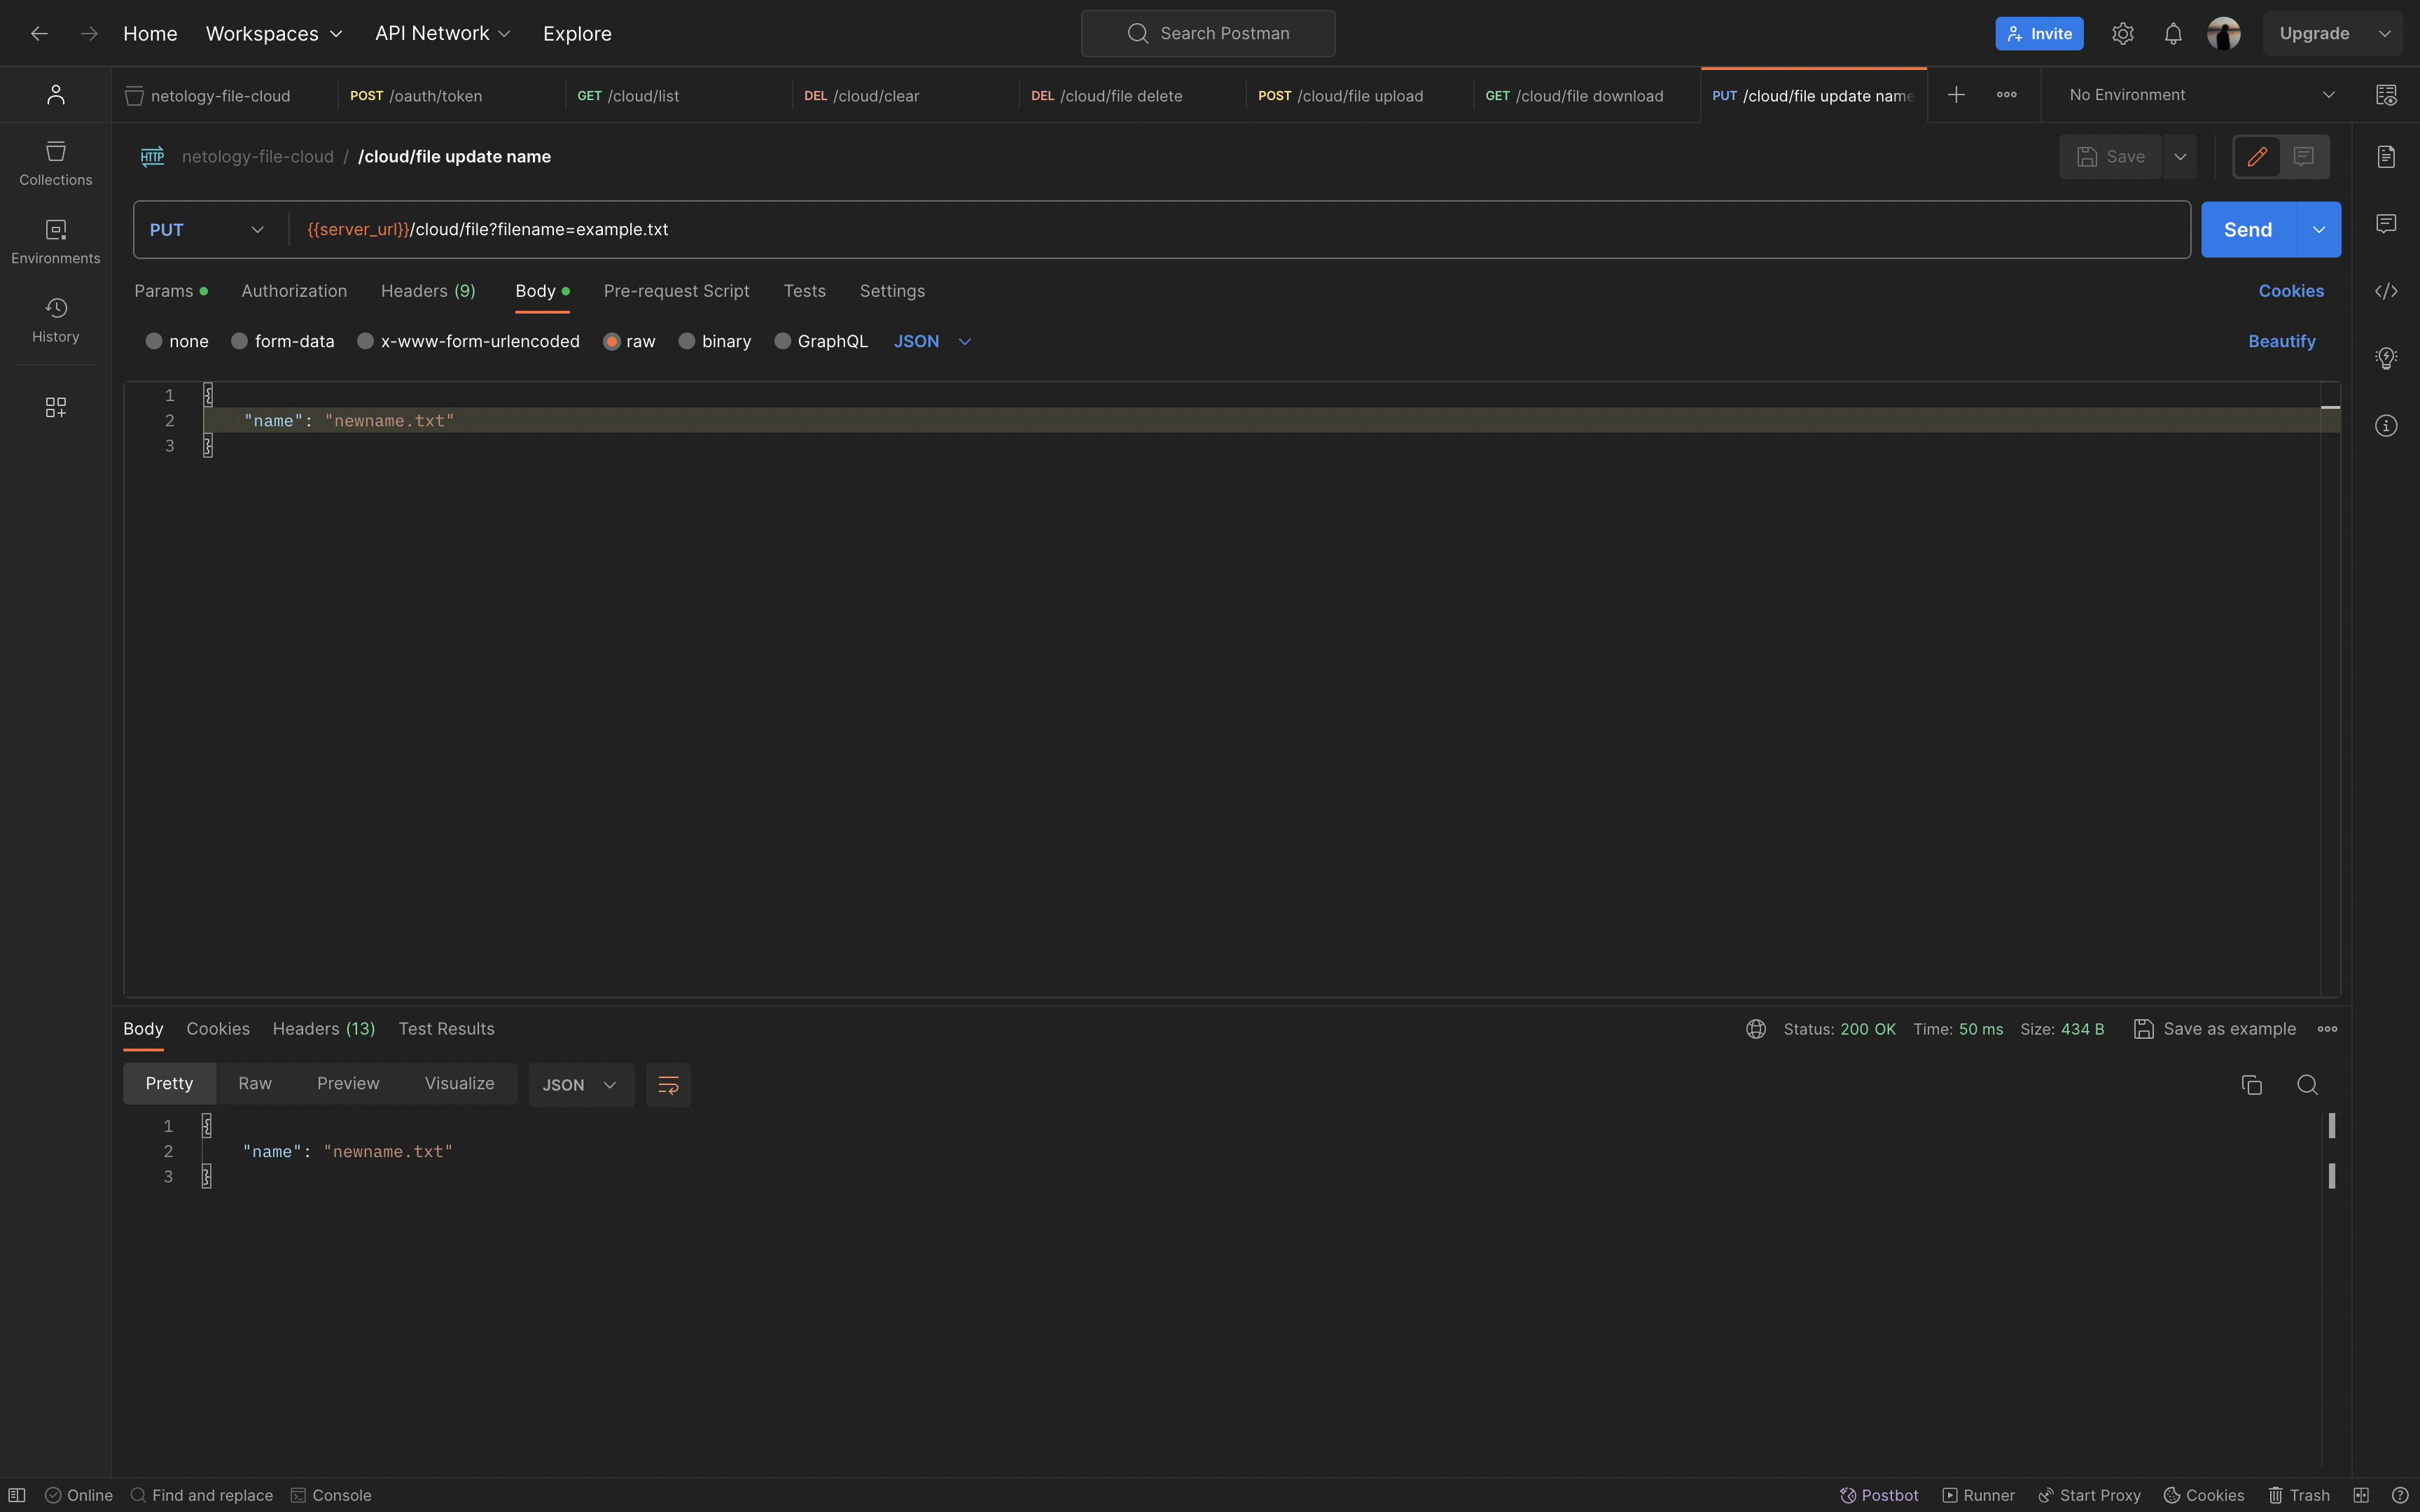 Home Workspaces API Network Explore Search Postman Invite Upgrade
netology-file-cloud POST /oauth/token GET /cloud/list DEL /cloud/clear DEL /cloud/file delete POST /cloud/file upload GET /cloud/file download PUT /cloud/file update name No Environment
HTTP netology-file-cloud / /cloud/file update name Save
Collections
PUT {{server_url}}/cloud/file?filename=example.txt Send
Environments
Params Authorization Headers (9) Body Pre-request Script Tests Settings Cookies
History
none form-data x-www-form-urlencoded raw binary GraphQL JSON Beautify
1 {
2 "name": "newname.txt"
3 }
Body Cookies Headers (13) Test Results Status: 200 OK Time: 50 ms Size: 434 B Save as example
Pretty Raw Preview Visualize JSON
1 {
2 "name": "newname.txt"
3 }
Online Find and replace Console Postbot Runner Start Proxy Cookies Trash